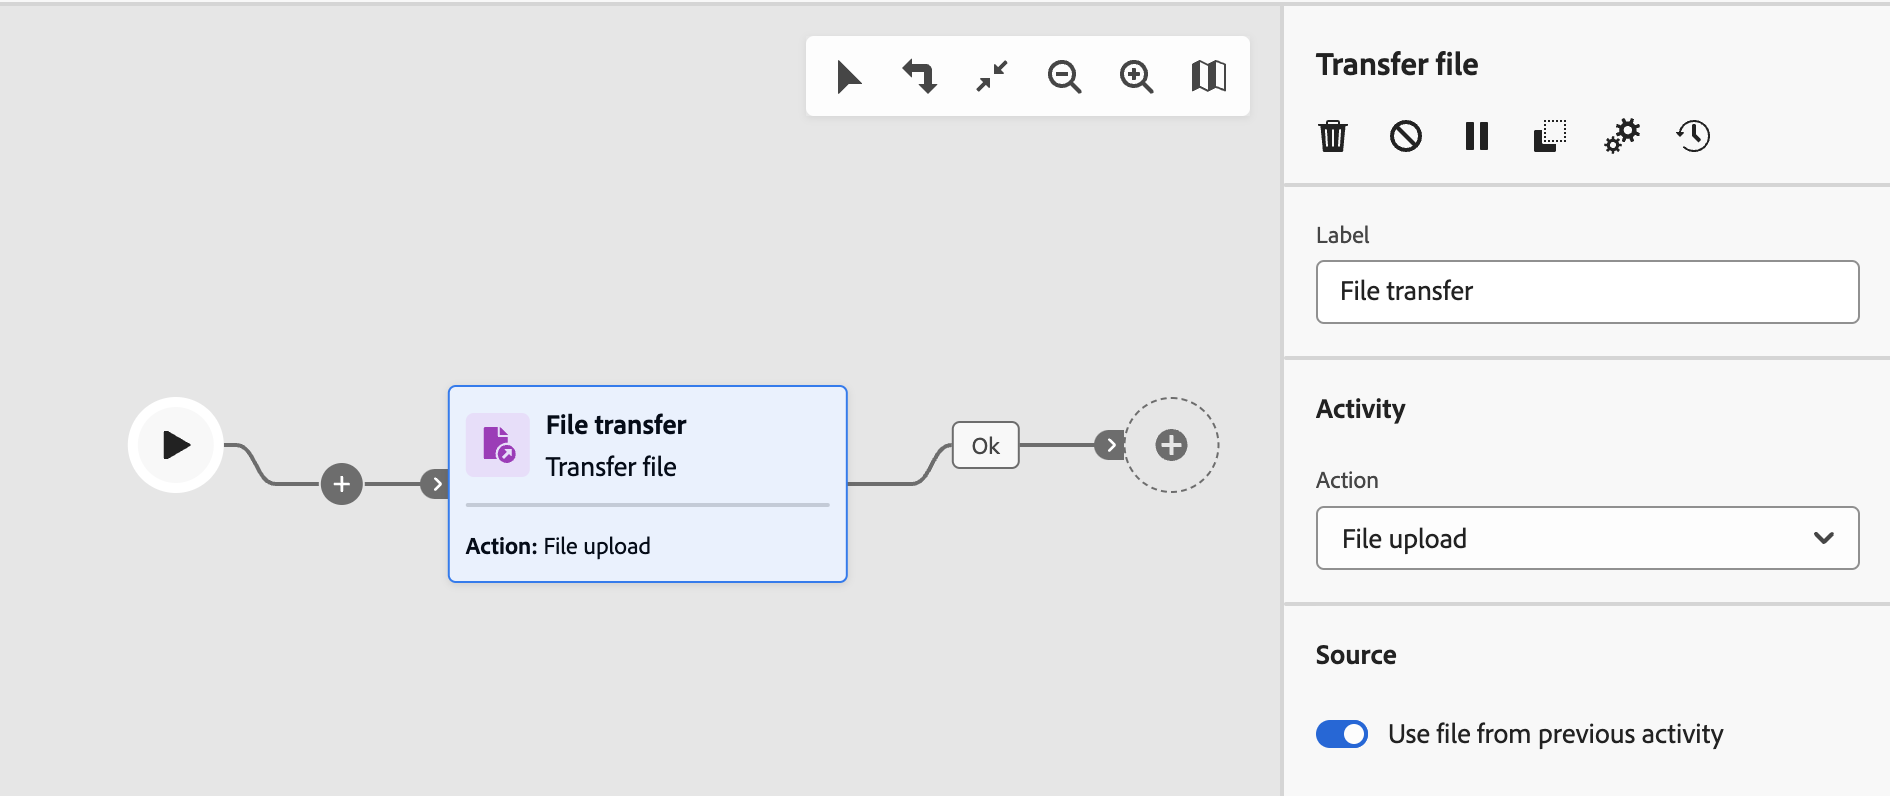 File transfer
Transfer file
Action: File upload
Ok
Transfer file
Label
File transfer
Activity
Action
File upload
Source
Use file from previous activity